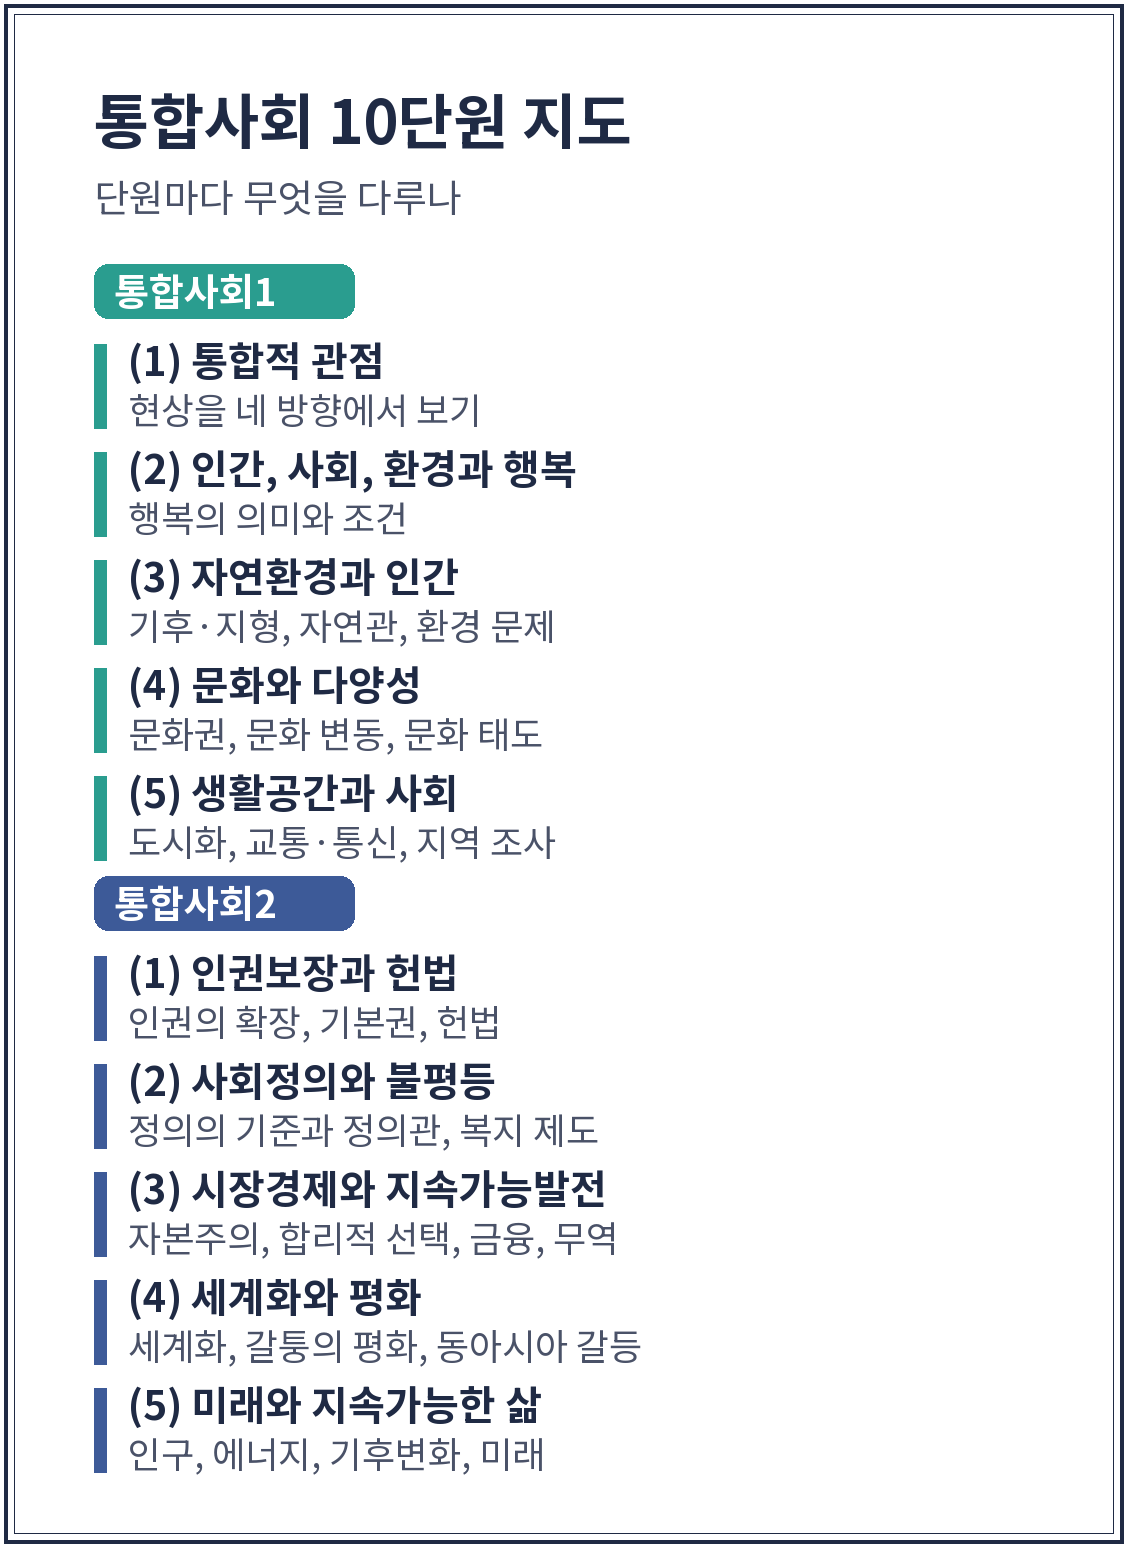 통합사회 10단원 지도
단원마다 무엇을 다루나
통합사회1
(1) 통합적 관점
현상을 네 방향에서 보기
(2) 인간, 사회, 환경과 행복
행복의 의미와 조건
(3) 자연환경과 인간
기후·지형, 자연관, 환경 문제
(4) 문화와 다양성
문화권, 문화 변동, 문화 태도
(5) 생활공간과 사회
도시화, 교통·통신, 지역 조사
통합사회2
(1) 인권보장과 헌법
인권의 확장, 기본권, 헌법
(2) 사회정의와 불평등
정의의 기준과 정의관, 복지 제도
(3) 시장경제와 지속가능발전
자본주의, 합리적 선택, 금융, 무역
(4) 세계화와 평화
세계화, 갈퉁의 평화, 동아시아 갈등
(5) 미래와 지속가능한 삶
인구, 에너지, 기후변화, 미래